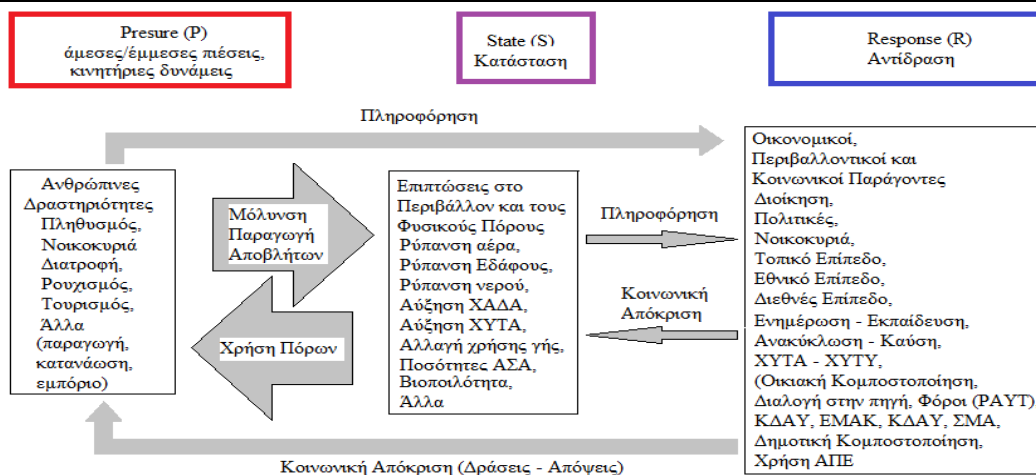 Presure (P)
άμεσες/έμμεσες πιέσεις,
κινητήριες δυνάμεις
State (S)
Κατάσταση
Response (R)
Αντίδραση
Πληροφόρηση
Ανθρώπινες
Δραστηριότητες
Πληθυσμός,
Νοικοκυριά
Διατροφή,
Ρουχισμός,
Τουρισμός,
Άλλα
(παραγωγή,
κατανάωση,
εμπόριο)
Μόλυνση
Παραγωγή
Αποβλήτων
Χρήση Πόρων
Επιπτώσεις στο
Περιβάλλον και τους
Φυσικούς Πόρους
Ρύπανση αέρα,
Ρύπανση Εδάφους,
Ρύπανση νερού,
Αύξηση ΧΑΔΑ,
Αύξηση ΧΥΤΑ,
Αλλαγή χρήσης γής,
Ποσότητες ΑΣΑ,
Βιοποιλότητα,
Άλλα
Πληροφόρηση
Κοινωνική
Απόκριση
Οικονομικοί,
Περιβαλλοντικοί και
Κοινωνικοί Παράγοντες
Διοίκηση,
Πολιτικές,
Νοικοκυριά,
Τοπικό Επίπεδο,
Εθνικό Επίπεδο,
Διεθνές Επίπεδο,
Ενημέρωση - Εκπαίδευση,
Ανακύκλωση - Καύση,
ΧΥΤΑ - ΧΥΤΥ,
(Οικιακή Κομποστοποίηση,
Διαλογή στην πηγή, Φόροι (PAYT)
ΚΔΑΥ, ΕΜΑΚ, ΚΔΑΥ, ΣΜΑ,
Δημοτική Κομποστοποίηση,
Χρήση ΑΠΕ
Κοινωνική Απόκριση (Δράσεις - Απόψεις)